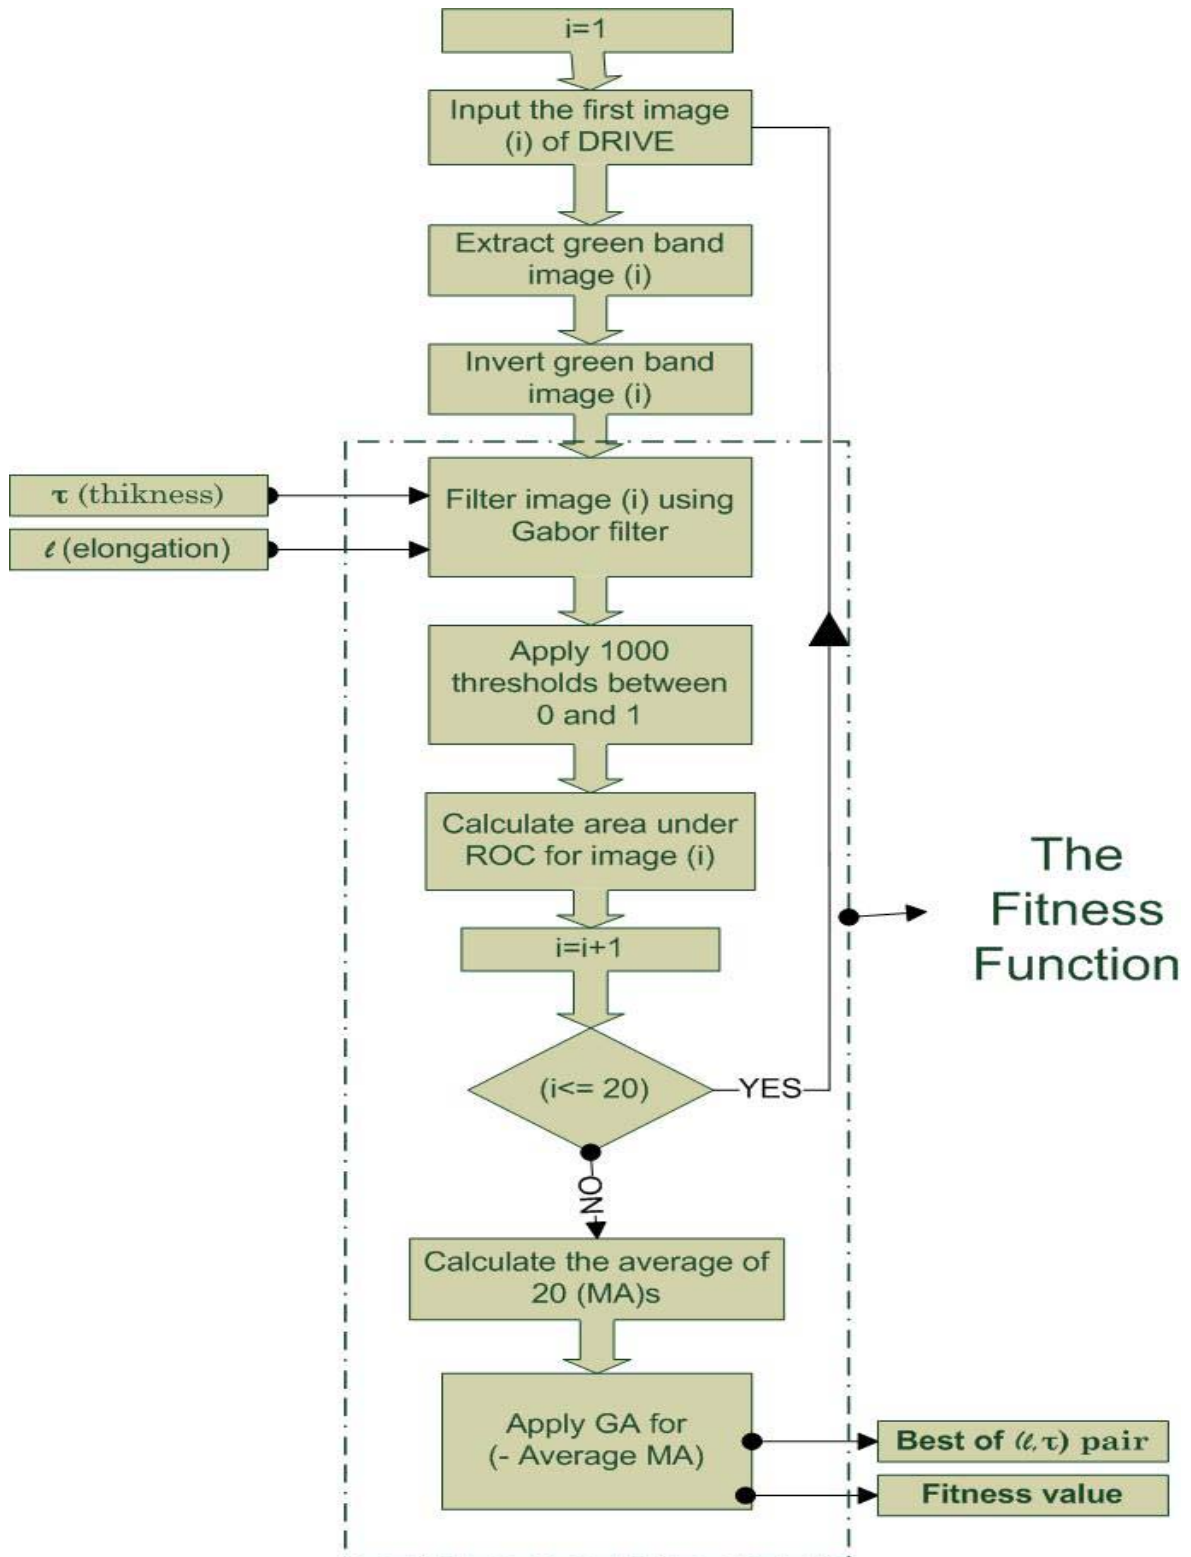 i=1
Input the first image
(i) of DRIVE
Extract green band
image (i)
Invert green band
image (i)
τ (thikness)
ℓ (elongation)
Filter image (i) using
Gabor filter
Apply 1000
thresholds between
0 and 1
Calculate area under
ROC for image (i)
The
Fitness
Function
i=i+1
(i<= 20)
YES
NO
Calculate the average of
20 (MA)s
Apply GA for
(- Average MA)
Best of (ℓ,τ) pair
Fitness value